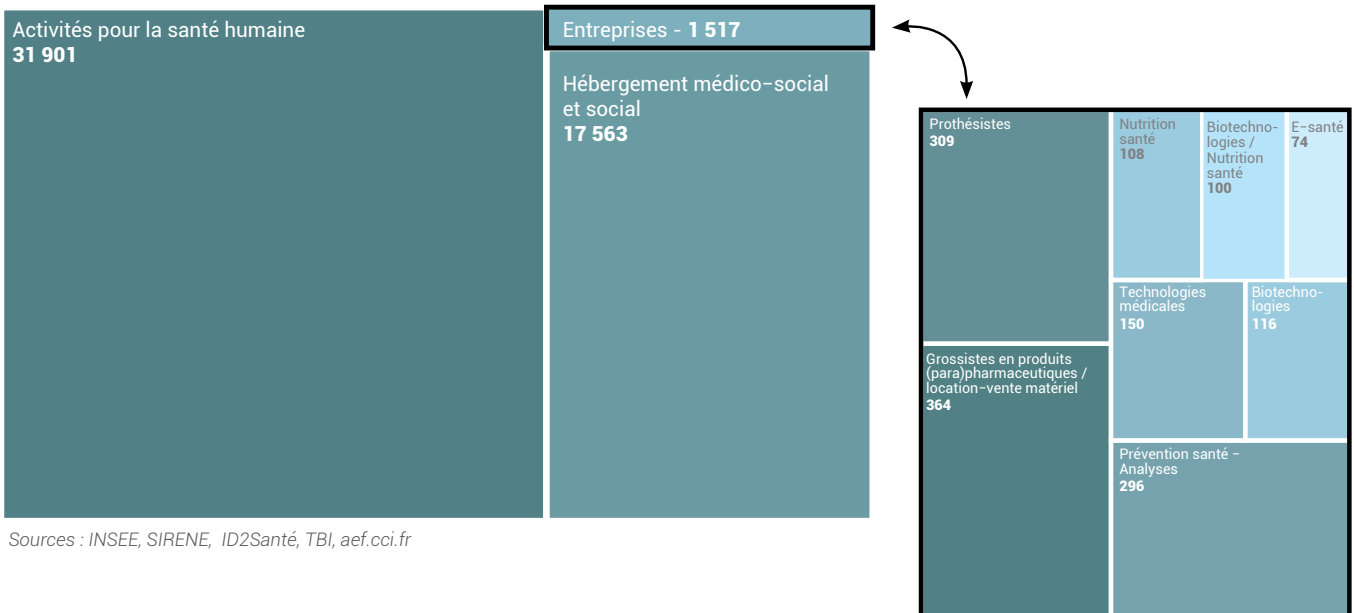 Activités pour la santé humaine
31 901
Entreprises - 1 517
Hébergement médico-social
et social
17 563
Prothésistes
309
Nutrition
santé
108
Biotechno-
logies /
Nutrition
santé
100
E-santé
74
Technologies
médicales
150
Biotechno-
logies
116
Grossistes en produits
(para)pharmaceutiques /
location-vente matériel
364
Prévention santé -
Analyses
296
Sources : INSEE, SIRENE, ID2Santé, TBI, aef.cci.fr